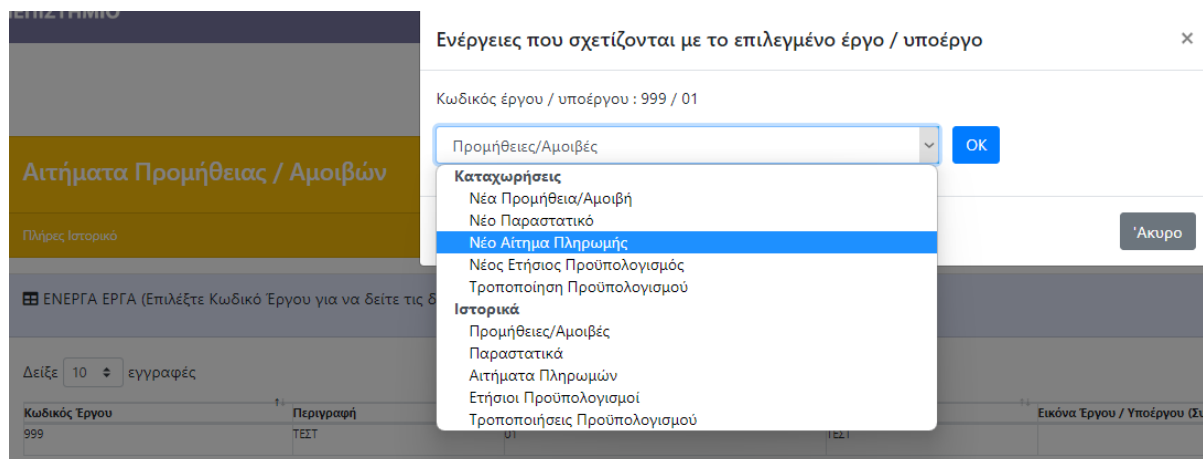 Ενέργειες που σχετίζονται με το επιλεγμένο έργο / υποέργο ×
Κωδικός έργου / υποέργου : 999 / 01
Προμήθειες/Αμοιβές OK
Καταχωρήσεις
Νέα Προμήθεια/Αμοιβή
Νέο Παραστατικό
Νέο Αίτημα Πληρωμής
Νέος Ετήσιος Προϋπολογισμός
Τροποποίηση Προϋπολογισμού
Ιστορικά
Προμήθειες/Αμοιβές
Παραστατικά
Αιτήματα Πληρωμών
Ετήσιοι Προϋπολογισμοί
Τροποποιήσεις Προϋπολογισμού
'Ακυρο
Αιτήματα Προμήθειας / Αμοιβών
Πλήρες Ιστορικό
ΕΝΕΡΓΑ ΕΡΓΑ (Επιλέξτε Κωδικό Έργου για να δείτε τις δ
Δείξε 10 εγγραφές
Κωδικός Έργου Περιγραφή Εικόνα Έργου / Υποέργου (Συ
999 ΤΕΣΤ 01 ΤΕΣΤ